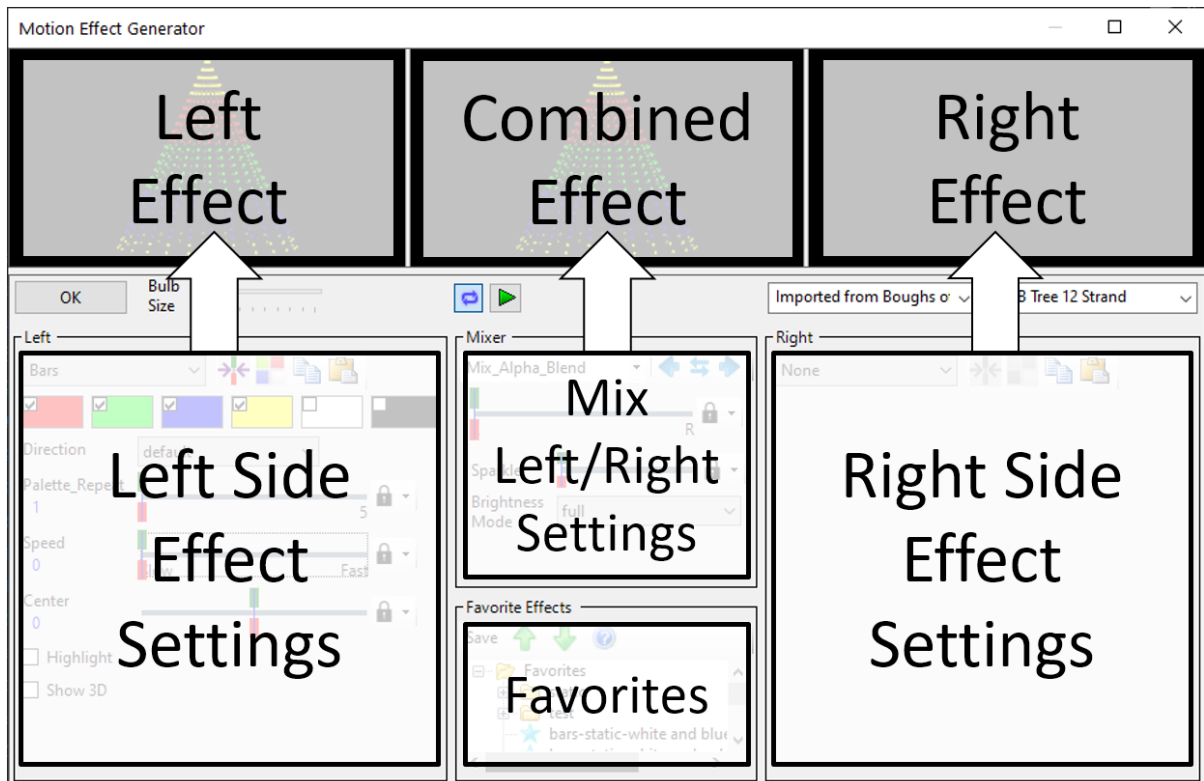 Motion Effect Generator
Left
Effect
Combined
Effect
Right
Effect
OK
Bulb
Size
Imported from Boughs o
B Tree 12 Strand
Left
Mixer
Right
Bars
Mix_Alpha_Blend
None
Mix
Left/Right
Settings
R
Direction
default
Left Side
Effect
Settings
Right Side
Effect
Settings
Palette_Repeat
1
5
Sparkle
Brightness
Mode
full
Speed
0
Slow
Fast
Center
0
Highlight
Show 3D
Favorite Effects
Save
Favorites
Favorites
test
bars-static-white and blue